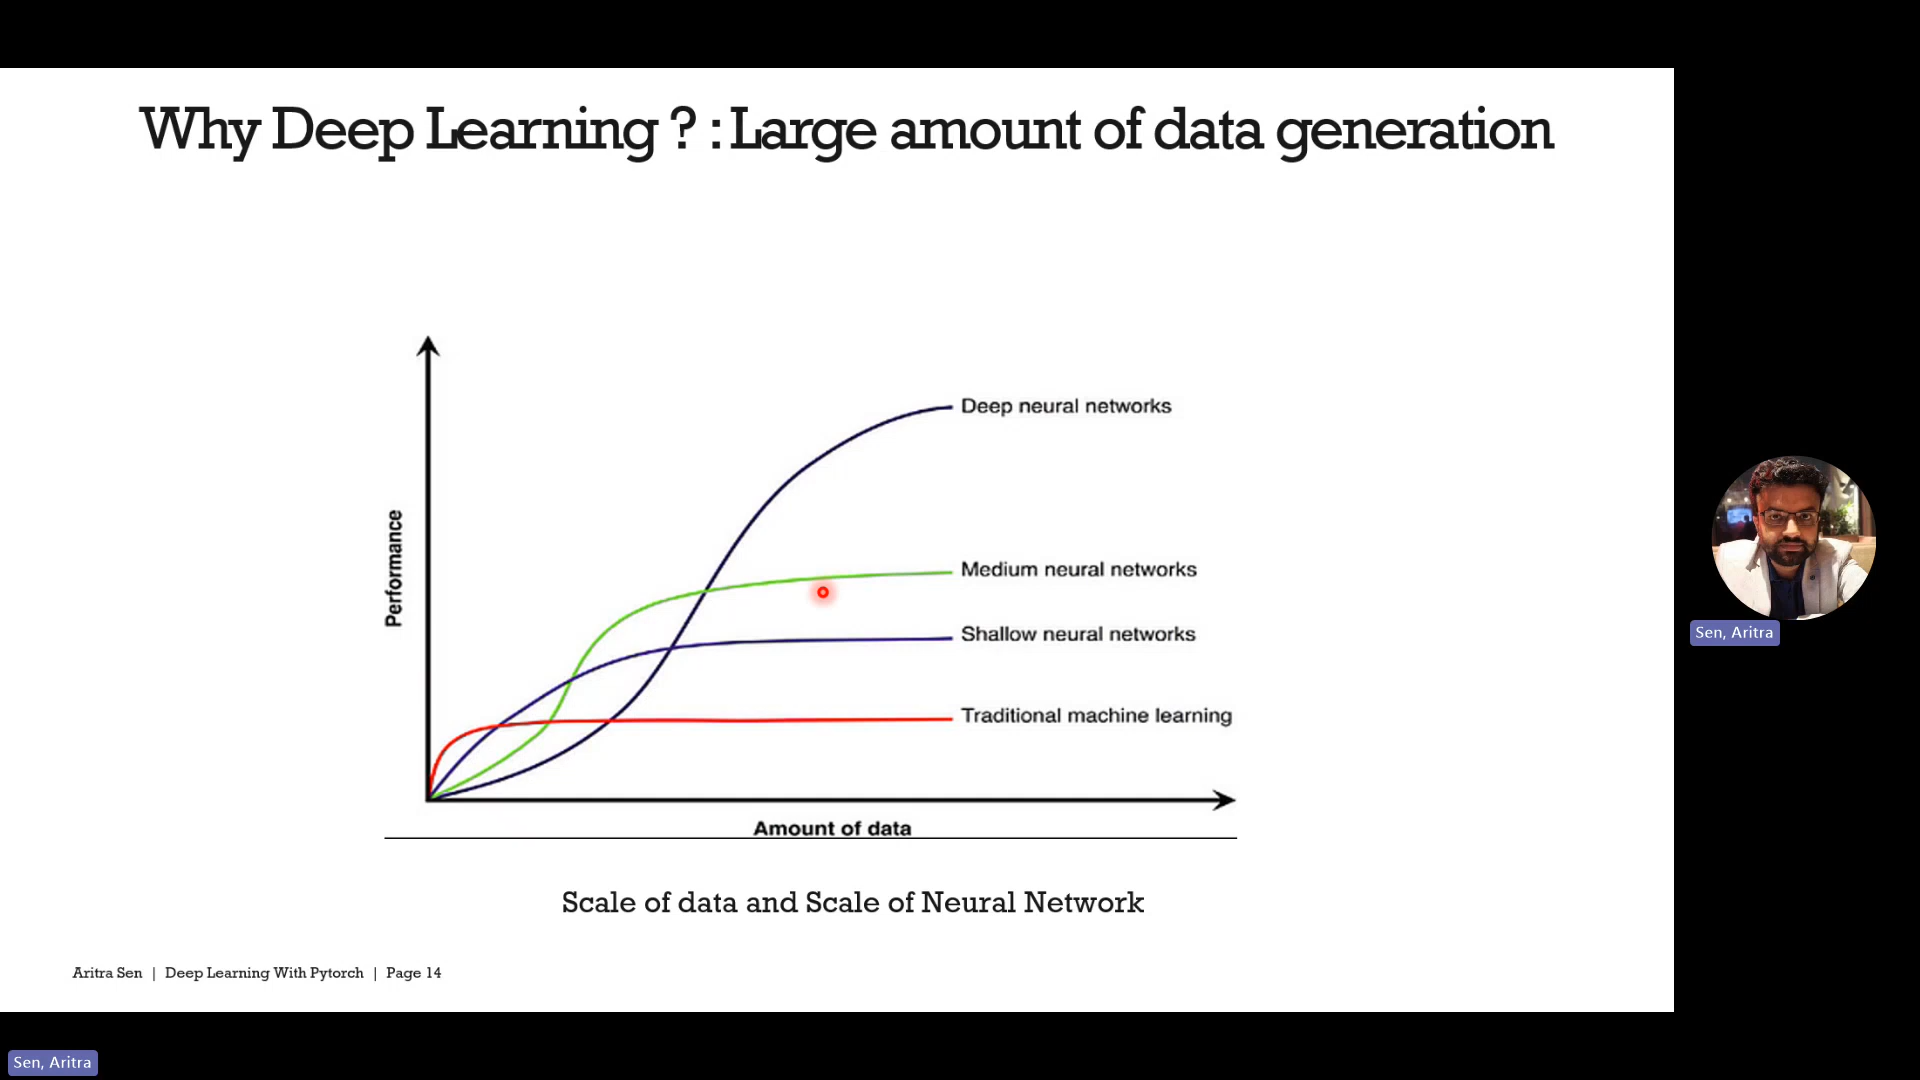 Why Deep Learning ? : Large amount of data generation
Performance
Deep neural networks
Medium neural networks
Shallow neural networks
Traditional machine learning
Amount of data
Scale of data and Scale of Neural Network
Aritra Sen | Deep Learning With Pytorch | Page 14
Sen, Aritra
Sen, Aritra